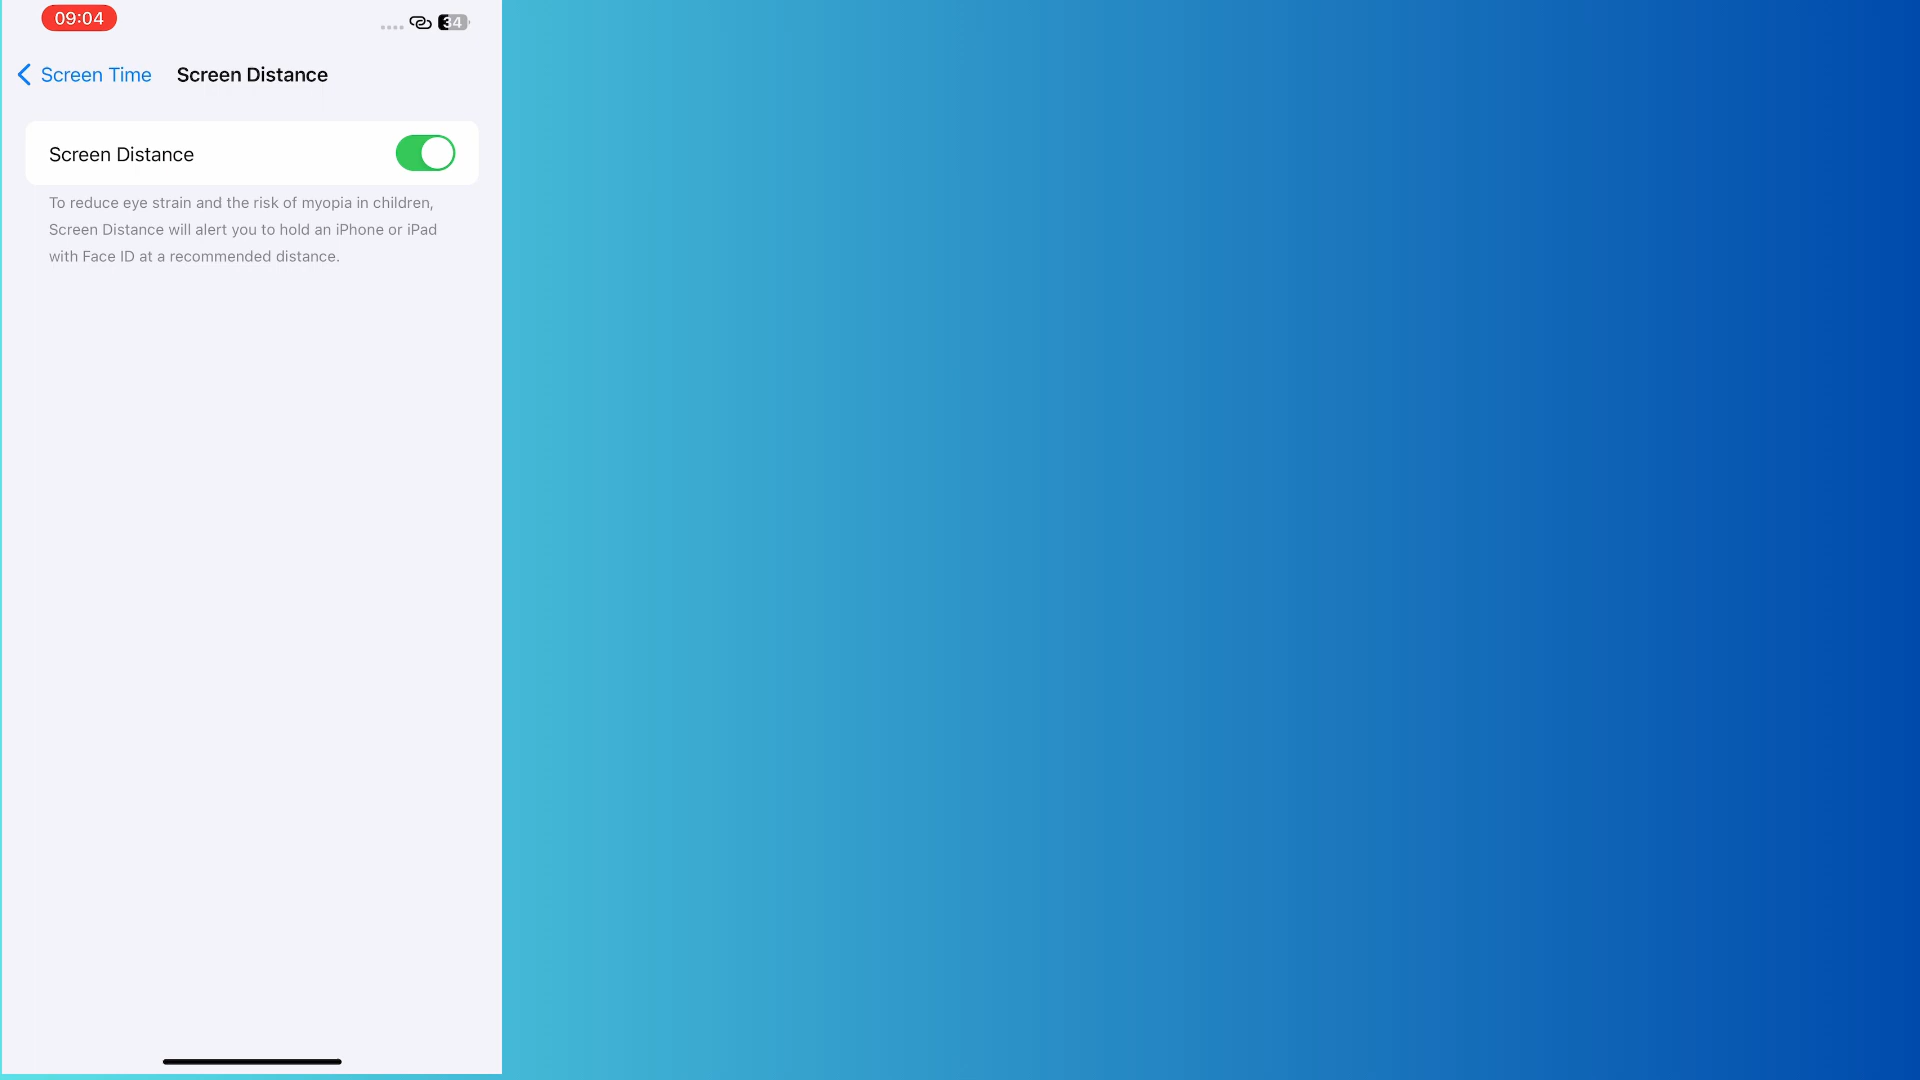 09:04
34
Screen Time
Screen Distance
Screen Distance
To reduce eye strain and the risk of myopia in children,
Screen Distance will alert you to hold an iPhone or iPad
with Face ID at a recommended distance.